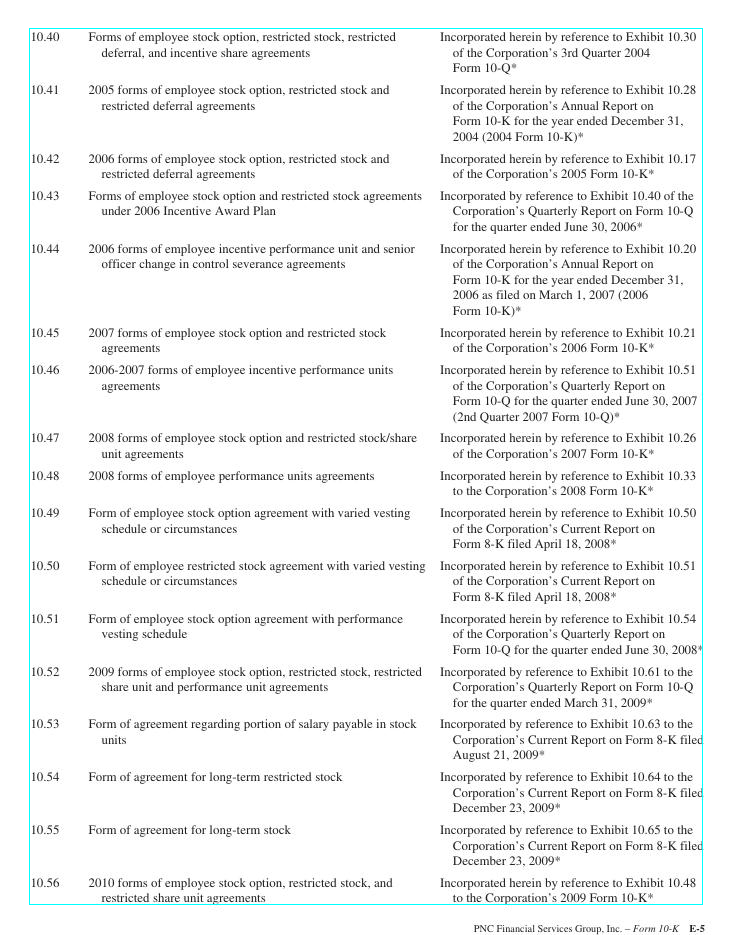 10.40 Forms of employee stock option, restricted stock, restricted Incorporated herein by reference to Exhibit 10.30
deferral, and incentive share agreements of the Corporation's 3rd Quarter 2004
Form 10-Q*
10.41 2005 forms of employee stock option, restricted stock and Incorporated herein by reference to Exhibit 10.28
restricted deferral agreements of the Corporation's Annual Report on
Form 10-K for the year ended December 31,
2004 (2004 Form 10-K)*
10.42 2006 forms of employee stock option, restricted stock and Incorporated herein by reference to Exhibit 10.17
restricted deferral agreements of the Corporation's 2005 Form 10-K*
10.43 Forms of employee stock option and restricted stock agreements Incorporated by reference to Exhibit 10.40 of the
under 2006 Incentive Award Plan Corporation's Quarterly Report on Form 10-Q
for the quarter ended June 30, 2006*
10.44 2006 forms of employee incentive performance unit and senior Incorporated herein by reference to Exhibit 10.20
officer change in control severance agreements of the Corporation's Annual Report on
Form 10-K for the year ended December 31,
2006 as filed on March 1, 2007 (2006
Form 10-K)*
10.45 2007 forms of employee stock option and restricted stock Incorporated herein by reference to Exhibit 10.21
agreements of the Corporation's 2006 Form 10-K*
10.46 2006-2007 forms of employee incentive performance units Incorporated herein by reference to Exhibit 10.51
agreements of the Corporation's Quarterly Report on
Form 10-Q for the quarter ended June 30, 2007
(2nd Quarter 2007 Form 10-Q)*
10.47 2008 forms of employee stock option and restricted stock/share Incorporated herein by reference to Exhibit 10.26
unit agreements of the Corporation's 2007 Form 10-K*
10.48 2008 forms of employee performance units agreements Incorporated herein by reference to Exhibit 10.33
to the Corporation's 2008 Form 10-K*
10.49 Form of employee stock option agreement with varied vesting Incorporated herein by reference to Exhibit 10.50
schedule or circumstances of the Corporation's Current Report on
Form 8-K filed April 18, 2008*
10.50 Form of employee restricted stock agreement with varied vesting Incorporated herein by reference to Exhibit 10.51
schedule or circumstances of the Corporation's Current Report on
Form 8-K filed April 18, 2008*
10.51 Form of employee stock option agreement with performance Incorporated herein by reference to Exhibit 10.54
vesting schedule of the Corporation's Quarterly Report on
Form 10-Q for the quarter ended June 30, 2008*
10.52 2009 forms of employee stock option, restricted stock, restricted Incorporated by reference to Exhibit 10.61 to the
share unit and performance unit agreements Corporation's Quarterly Report on Form 10-Q
for the quarter ended March 31, 2009*
10.53 Form of agreement regarding portion of salary payable in stock Incorporated by reference to Exhibit 10.63 to the
units Corporation's Current Report on Form 8-K filed
August 21, 2009*
10.54 Form of agreement for long-term restricted stock Incorporated by reference to Exhibit 10.64 to the
Corporation's Current Report on Form 8-K filed
December 23, 2009*
10.55 Form of agreement for long-term stock Incorporated by reference to Exhibit 10.65 to the
Corporation's Current Report on Form 8-K filed
December 23, 2009*
10.56 2010 forms of employee stock option, restricted stock, and Incorporated herein by reference to Exhibit 10.48
restricted share unit agreements to the Corporation's 2009 Form 10-K*
PNC Financial Services Group, Inc. – Form 10-K E-5